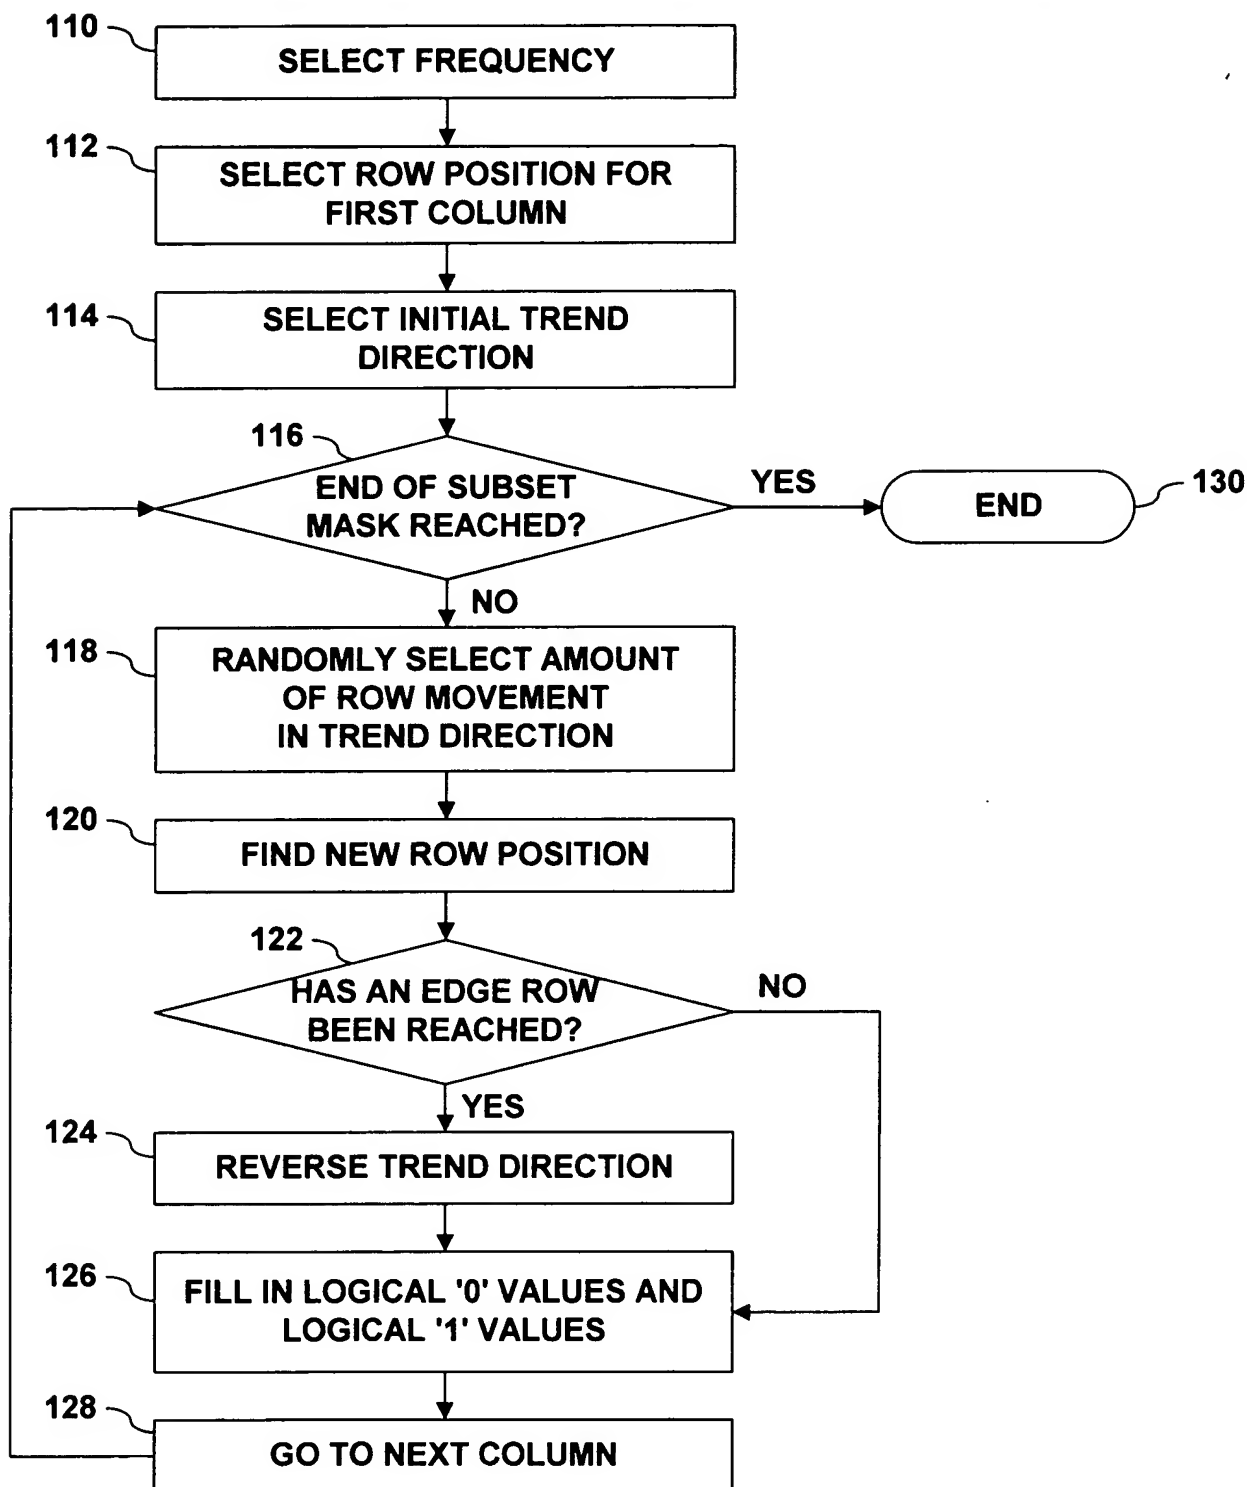 110
SELECT FREQUENCY
112
SELECT ROW POSITION FOR
FIRST COLUMN
114
SELECT INITIAL TREND
DIRECTION
116
END OF SUBSET
MASK REACHED?
YES
END
130
NO
118
RANDOMLY SELECT AMOUNT
OF ROW MOVEMENT
IN TREND DIRECTION
120
FIND NEW ROW POSITION
122
HAS AN EDGE ROW
BEEN REACHED?
NO
YES
124
REVERSE TREND DIRECTION
126
FILL IN LOGICAL '0' VALUES AND
LOGICAL '1' VALUES
128
GO TO NEXT COLUMN